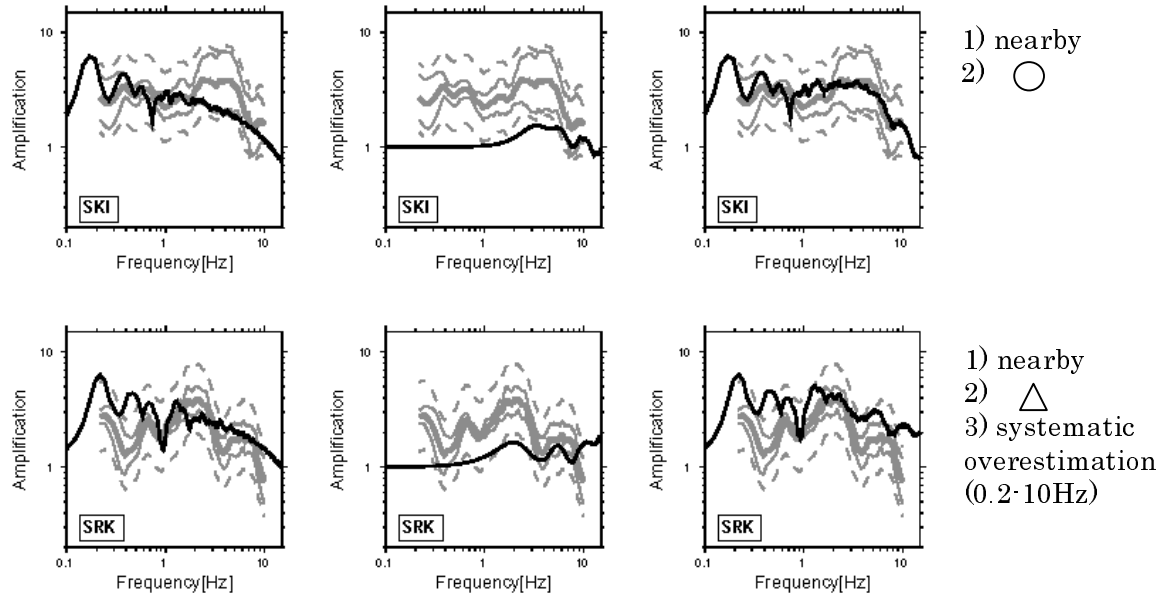 10
1
Amplification
SKI
0.1
1
10
Frequency[Hz]
10
1
Amplification
SKI
0.1
1
10
Frequency[Hz]
10
1
Amplification
SKI
0.1
1
10
Frequency[Hz]
1) nearby
2) ○
10
1
Amplification
SRK
0.1
1
10
Frequency[Hz]
10
1
Amplification
SRK
0.1
1
10
Frequency[Hz]
10
1
Amplification
SRK
0.1
1
10
Frequency[Hz]
1) nearby
2) △
3) systematic
overestimation
(0.2-10Hz)